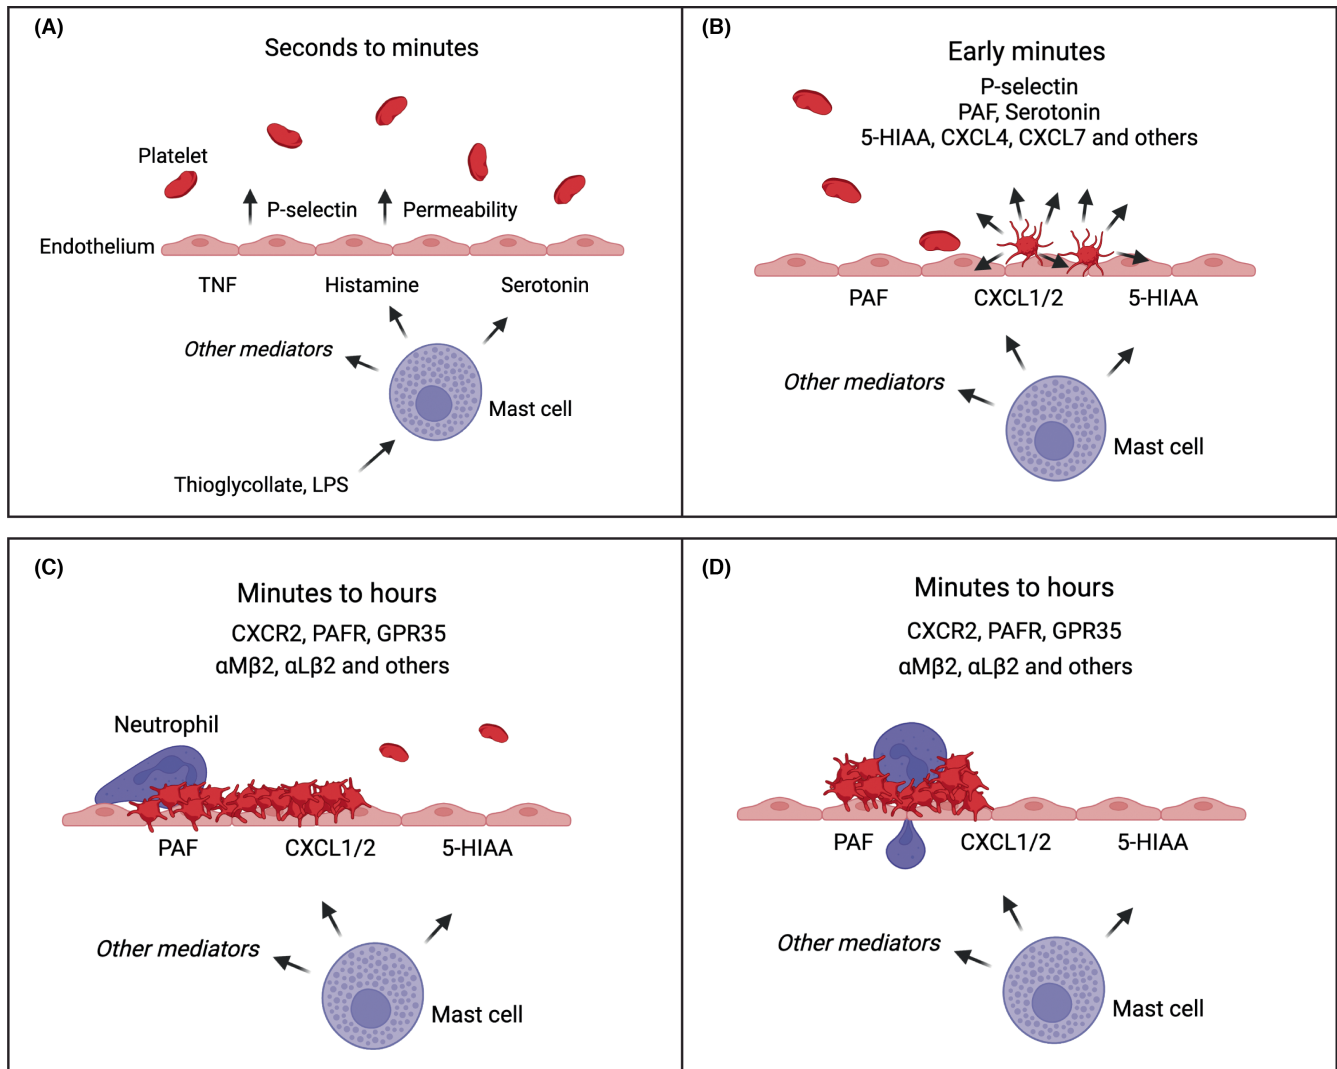 (A)
Seconds to minutes
Platelet
P-selectin
Permeability
Endothelium
TNF
Histamine
Serotonin
Other mediators
Mast cell
Thioglycollate, LPS
(B)
Early minutes
P-selectin
PAF, Serotonin
5-HIAA, CXCL4, CXCL7 and others
PAF
CXCL1/2
5-HIAA
Other mediators
Mast cell
(C)
Minutes to hours
CXCR2, PAFR, GPR35
αMβ2, αLβ2 and others
Neutrophil
PAF
CXCL1/2
5-HIAA
Other mediators
Mast cell
(D)
Minutes to hours
CXCR2, PAFR, GPR35
αMβ2, αLβ2 and others
PAF
CXCL1/2
5-HIAA
Other mediators
Mast cell